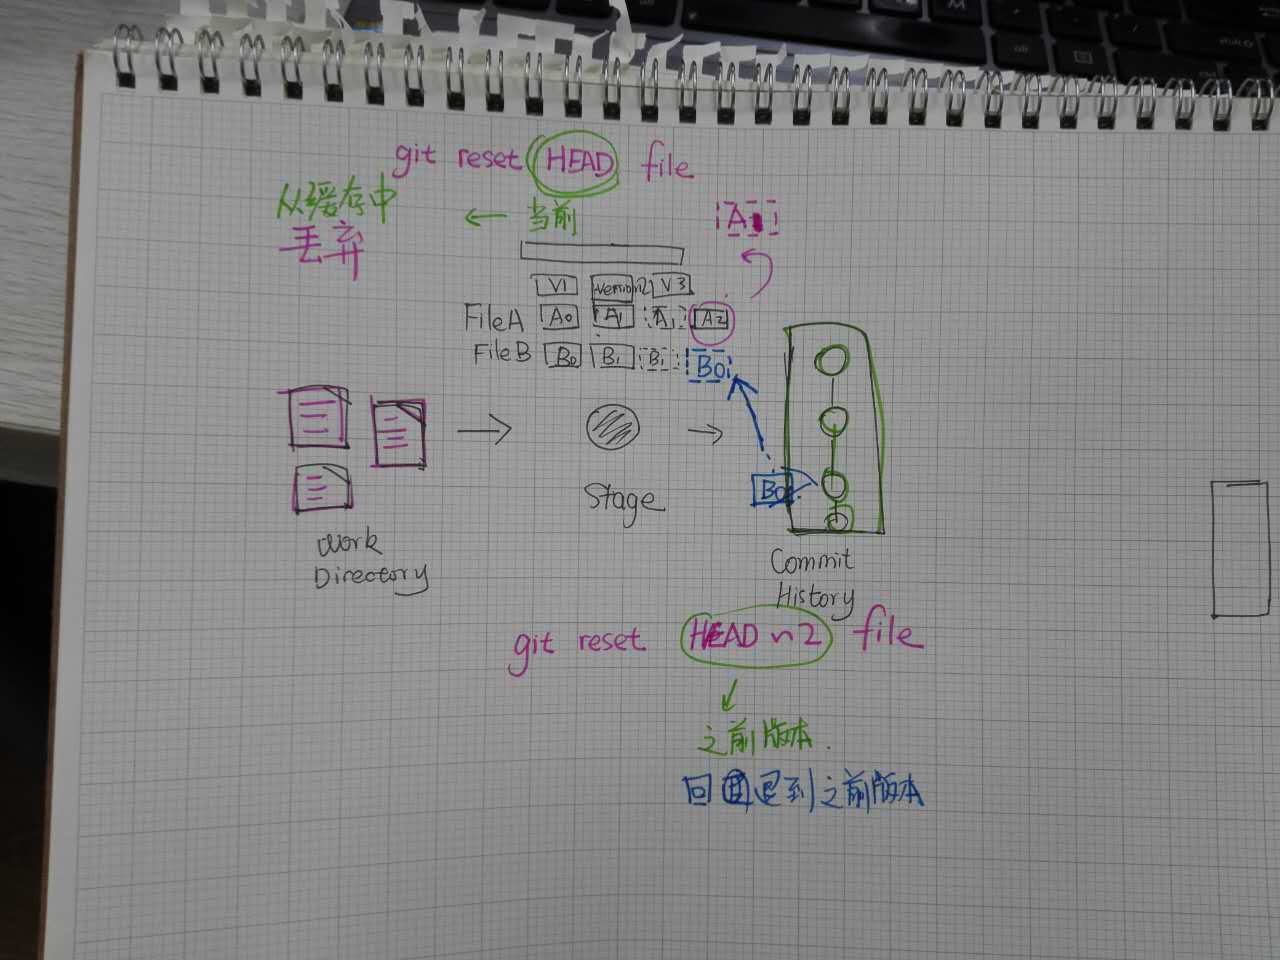 git reset HEAD file
从缓存中 ← 当前
丢弃
A1
V1 version2 V3
FileA A0 A1 A1 A2
FileB B0 B1 B1 B0
B0
Stage
Work
Directory
Commit
History
git reset HEAD ~2 file
之前版本.
回退到之前版本